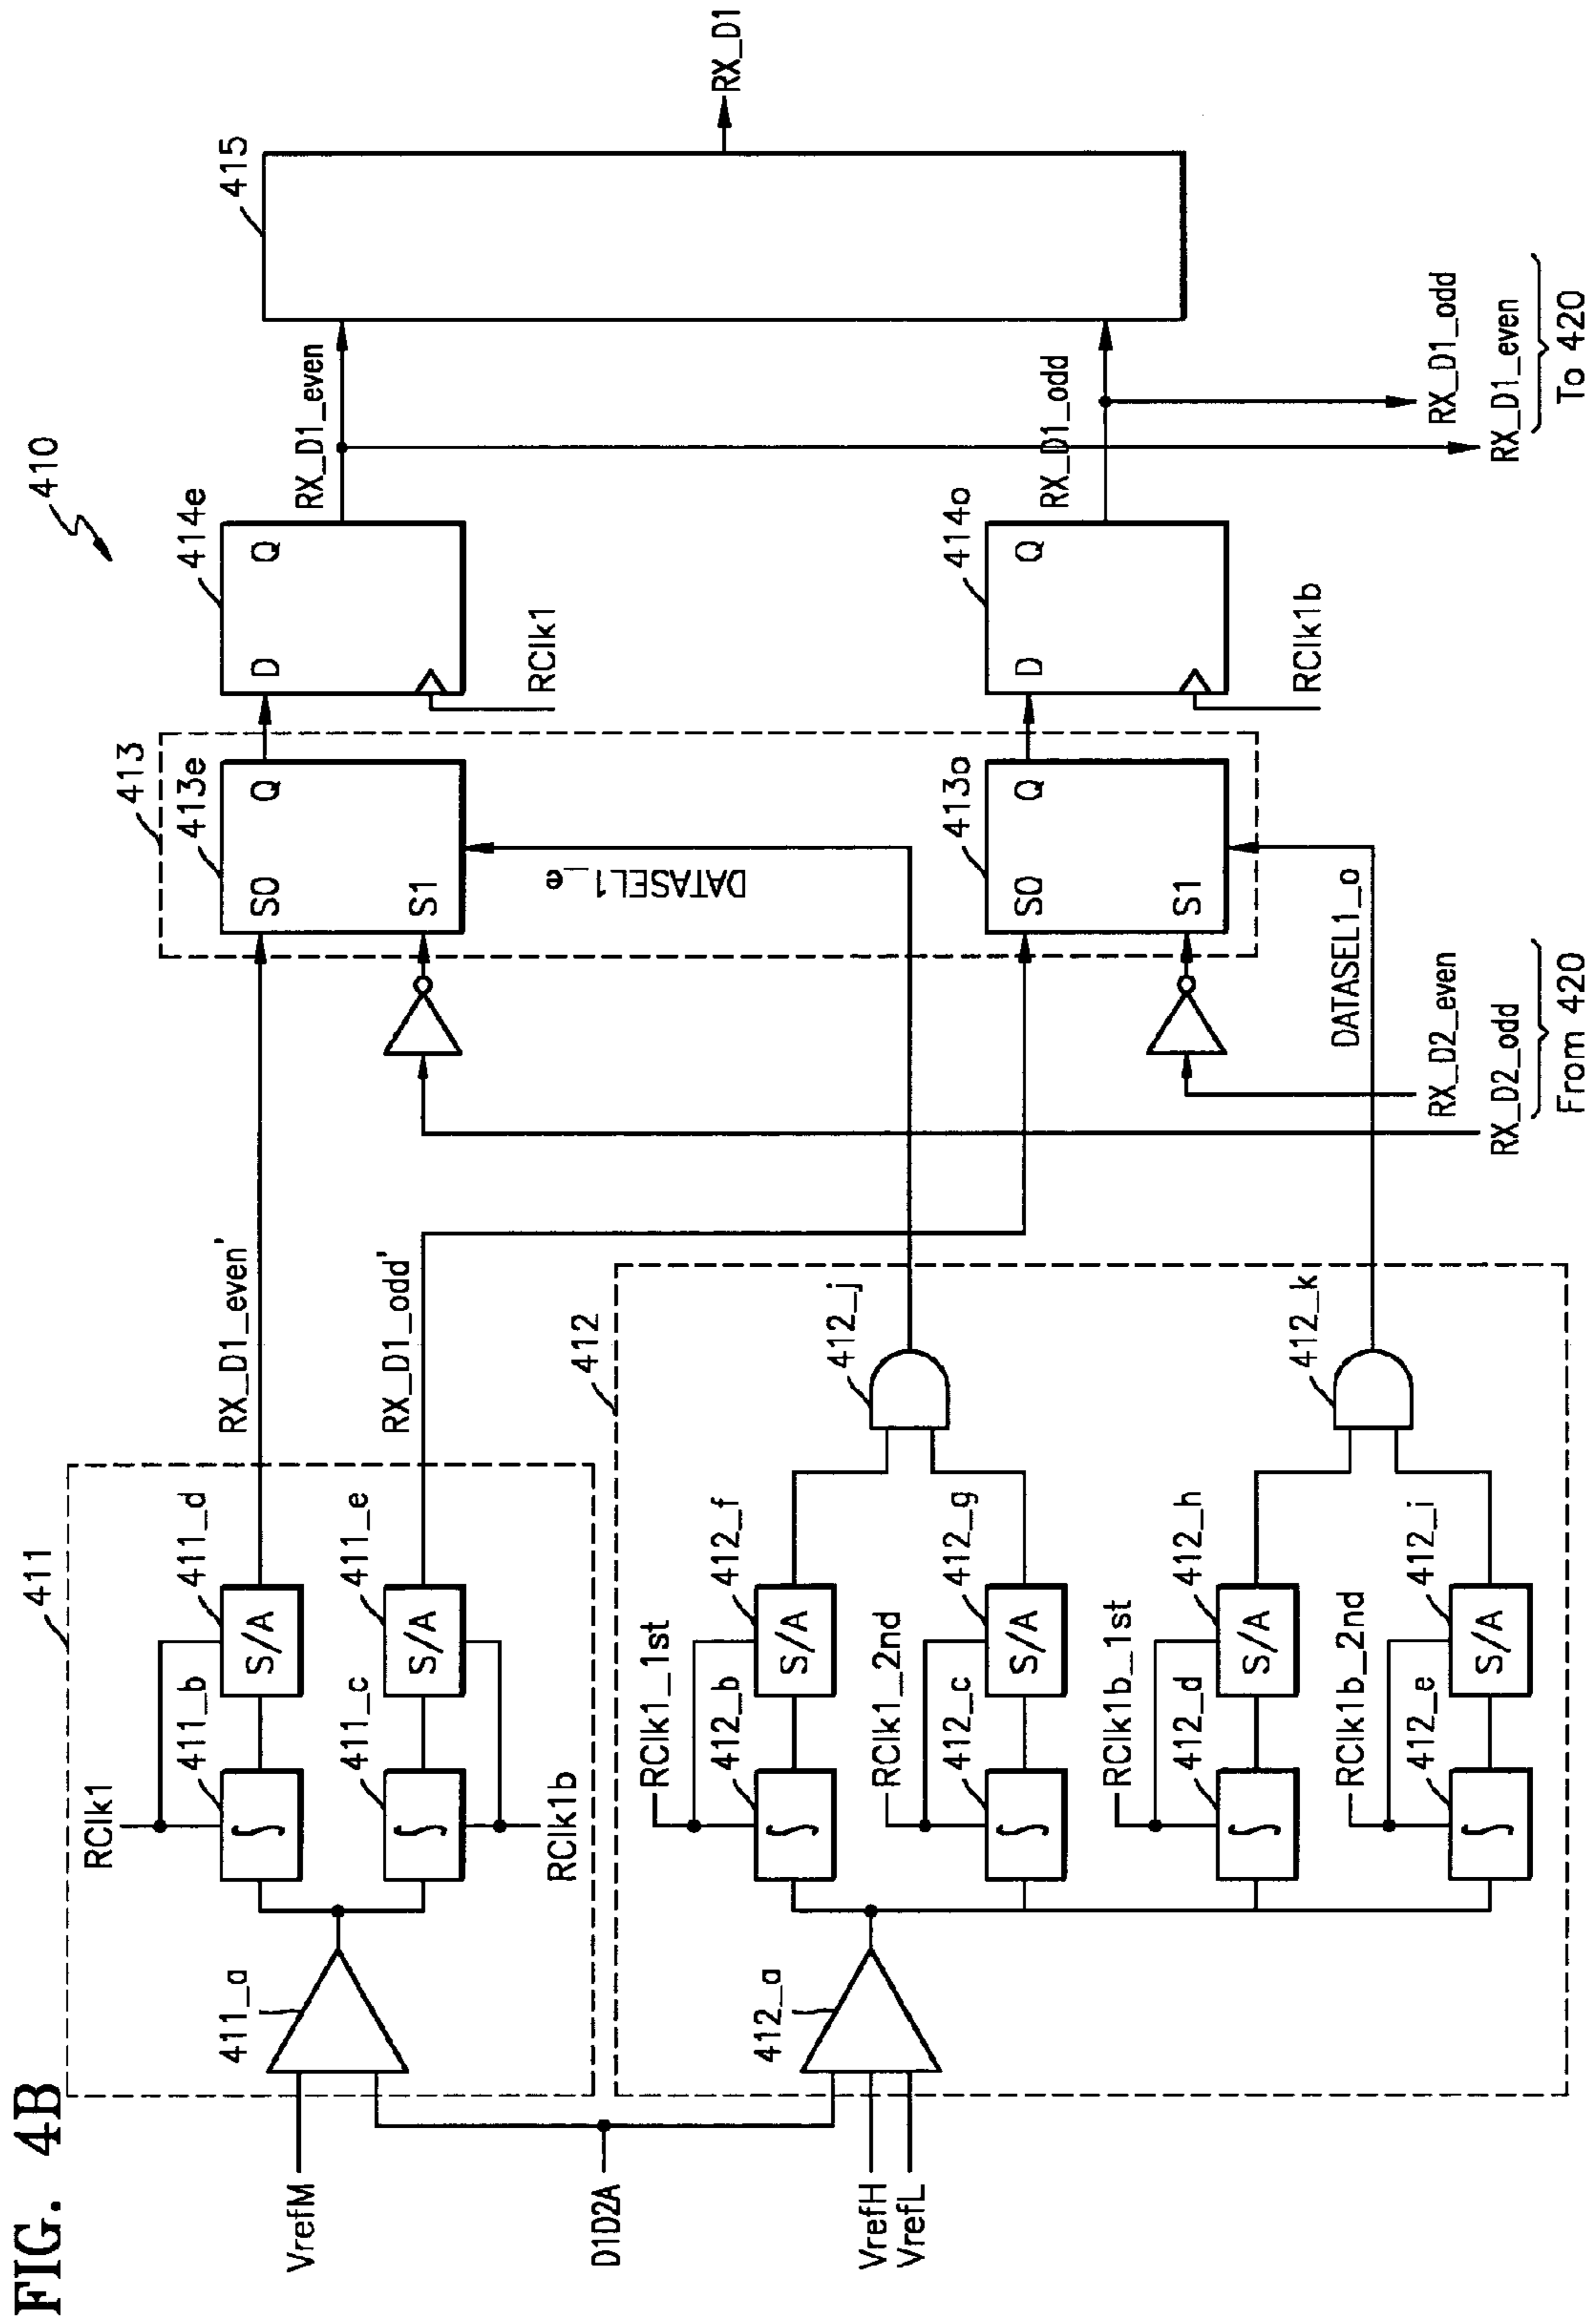 FIG. 4B
410
411
RClk1
411_b
411_d
∫
S/A
RX_D1_even'
411_a
VrefM
411_c
411_e
∫
S/A
RX_D1_odd'
RClk1b
D1D2A
412
412_a
VrefH
VrefL
RClk1_1st
412_b
412_f
∫
S/A
412_j
RClk1_2nd
412_c
412_g
∫
S/A
RClk1b_1st
412_d
412_h
∫
S/A
412_k
RClk1b_2nd
412_e
412_i
∫
S/A
413
413e
S0
Q
S1
DATASEL1_e
413o
S0
Q
S1
DATASEL1_o
RX_D2_even
RX_D2_odd
From 420
414e
D
Q
RClk1
RX_D1_even
414o
D
Q
RClk1b
RX_D1_odd
415
RX_D1
RX_D1_odd
RX_D1_even
To 420